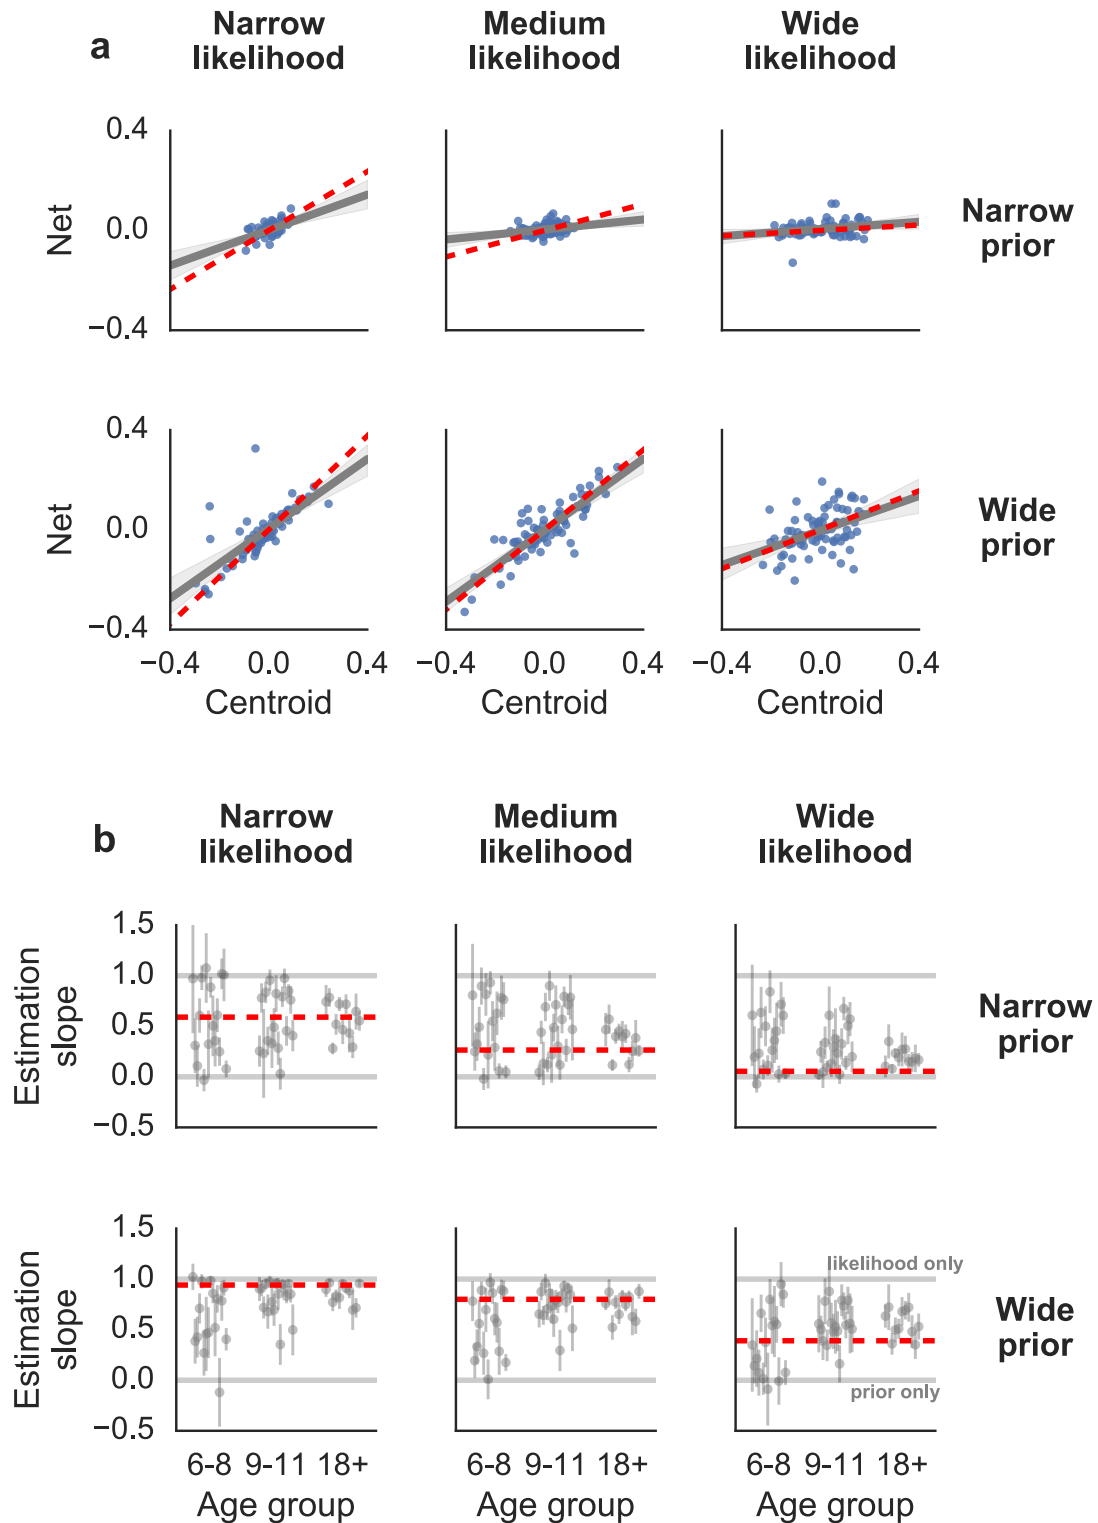 a
Narrow
likelihood
Medium
likelihood
Wide
likelihood
Net
0.4
0.0
−0.4
Narrow
prior
Net
0.4
0.0
−0.4
Wide
prior
−0.4 0.0 0.4
−0.4 0.0 0.4
−0.4 0.0 0.4
Centroid
Centroid
Centroid
b
Narrow
likelihood
Medium
likelihood
Wide
likelihood
Estimation
slope
1.5
1.0
0.5
0.0
−0.5
Narrow
prior
Estimation
slope
1.5
1.0
0.5
0.0
−0.5
likelihood only
prior only
Wide
prior
6-8 9-11 18+
6-8 9-11 18+
6-8 9-11 18+
Age group
Age group
Age group